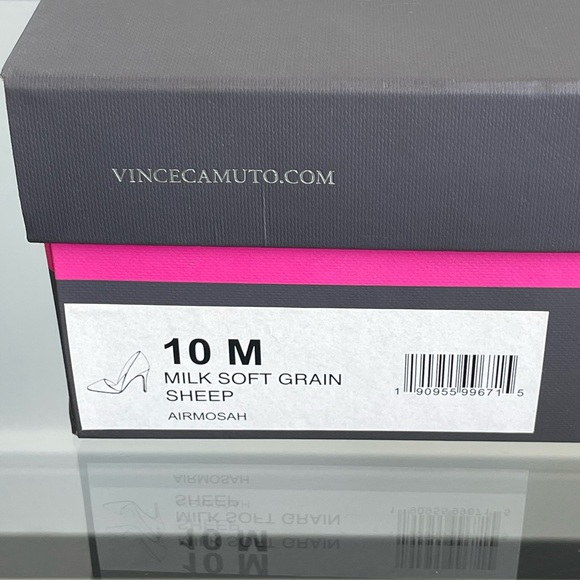 VINCECAMUTO.COM
10 M
MILK SOFT GRAIN
SHEEP
AIRMOSAH
1 90955 99671 5